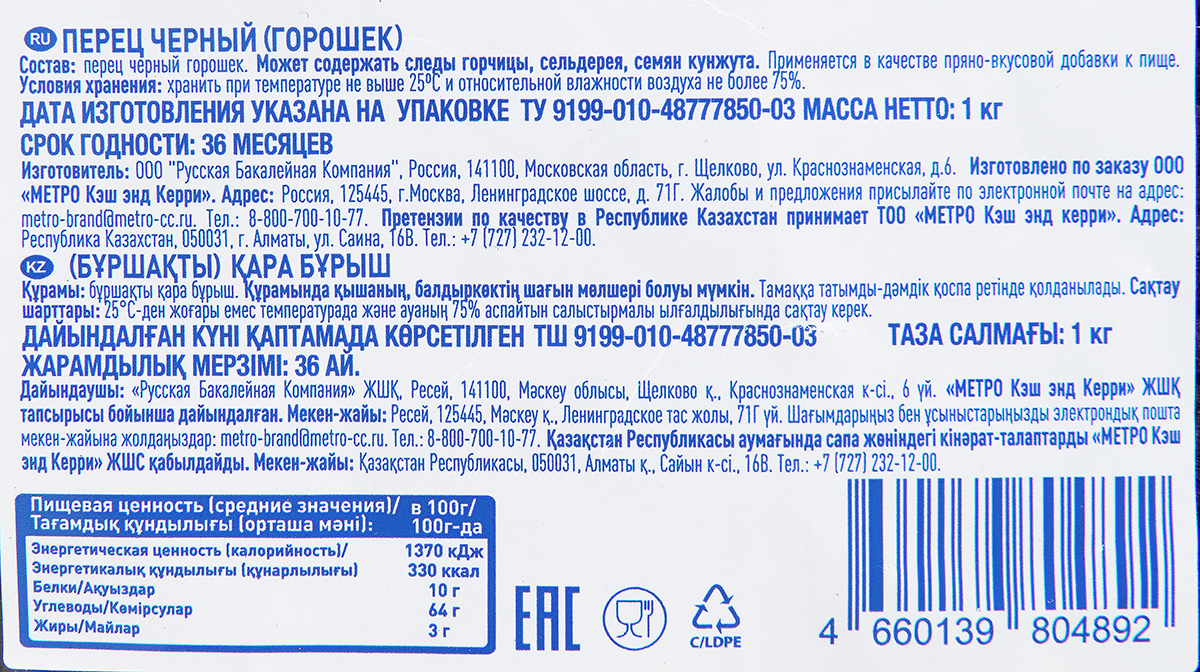 RU ПЕРЕЦ ЧЕРНЫЙ (ГОРОШЕК)
Состав: перец черный горошек. Может содержать следы горчицы, сельдерея, семян кунжута. Применяется в качестве пряно-вкусовой добавки к пище.
Условия хранения: хранить при температуре не выше 25°С и относительной влажности воздуха не более 75%.
ДАТА ИЗГОТОВЛЕНИЯ УКАЗАНА НА УПАКОВКЕ ТУ 9199-010-48777850-03 МАССА НЕТТО: 1 кг
СРОК ГОДНОСТИ: 36 МЕСЯЦЕВ
Изготовитель: ООО "Русская Бакалейная Компания", Россия, 141100, Московская область, г. Щелково, ул. Краснознаменская, д.6. Изготовлено по заказу ООО
«МЕТРО Кэш энд Керри». Адрес: Россия, 125445, г.Москва, Ленинградское шоссе, д. 71Г. Жалобы и предложения присылайте по электронной почте на адрес:
metro-brand@metro-cc.ru. Тел.: 8-800-700-10-77. Претензии по качеству в Республике Казахстан принимает ТОО «МЕТРО Кэш энд керри». Адрес:
Республика Казахстан, 050031, г. Алматы, ул. Саина, 16В. Тел.: +7 (727) 232-12-00.
KZ (БҰРШАҚТЫ) ҚАРА БҰРЫШ
Құрамы: бұршақты қара бұрыш. Құрамында қышаның, балдыркөктің шағын мөлшері болуы мүмкін. Тамаққа татымды-дәмдік қоспа ретінде қолданылады. Сақтау
шарттары: 25°С-ден жоғары емес температурада және ауаның 75% аспайтын салыстырмалы ылғалдылығында сақтау керек.
ДАЙЫНДАЛҒАН КҮНІ ҚАПТАМАДА КӨРСЕТІЛГЕН ТШ 9199-010-48777850-03 ТАЗА САЛМАҒЫ: 1 кг
ЖАРАМДЫЛЫҚ МЕРЗІМІ: 36 АЙ.
Дайындаушы: «Русская Бакалейная Компания» ЖШҚ, Ресей, 141100, Маскеу облысы, Щелково қ., Краснознаменская к-сі., 6 үй. «МЕТРО Кэш энд Керри» ЖШҚ
тапсырысы бойынша дайындалған. Мекен-жайы: Ресей, 125445, Маскеу қ., Ленинградское тас жолы, 71Г үй. Шағымдарыңыз бен ұсыныстарыңызды электрондық пошта
мекен-жайына жолдаңыздар: metro-brand@metro-cc.ru. Тел.: 8-800-700-10-77. Қазақстан Республикасы аумағында сапа жөніндегі кінәрат-талаптарды «МЕТРО Кэш
энд Керри» ЖШС қабылдайды. Мекен-жайы: Қазақстан Республикасы, 050031, Алматы қ., Сайын к-сі., 16В. Тел.: +7 (727) 232-12-00.
Пищевая ценность (средние значения)/ в 100г/
Тағамдық құндылығы (орташа мәні): 100г-да
Энергетическая ценность (калорийность)/ 1370 кДж
Энергетикалық құндылығы (құнарлылығы) 330 ккал
Белки/Ақуыздар 10 г
Углеводы/Көмірсулар 64 г
Жиры/Майлар 3 г
EAC
C/LDPE
4 660139 804892